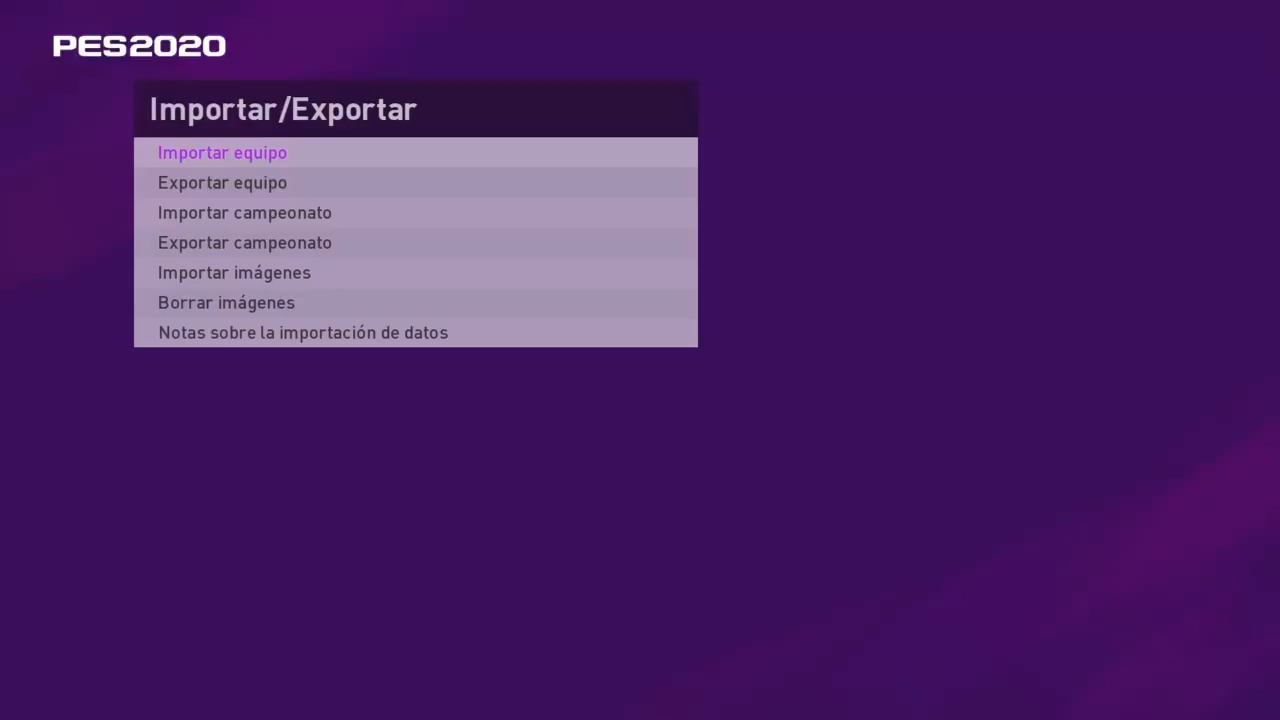 PES2020
Importar/Exportar
Importar equipo
Exportar equipo
Importar campeonato
Exportar campeonato
Importar imágenes
Borrar imágenes
Notas sobre la importación de datos